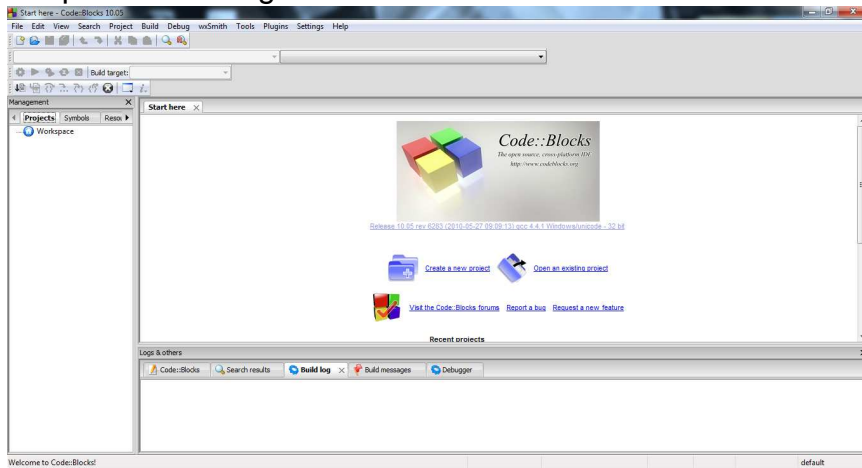 Start here - Code::Blocks 10.05
File Edit View Search Project Build Debug wxSmith Tools Plugins Settings Help
Build target:
Management
Projects Symbols
Workspace
Start here
Code::Blocks
The open source, cross-platform IDE
http://www.codeblocks.org
Release 10.05 rev 6283 (2010-05-27 09:09:13) gcc 4.4.1 Windows/unicode - 32 bit
Create a new project Open an existing project
Visit the Code::Blocks forums Report a bug Request a new feature
Recent projects
Logs & others
Code::Blocks Search results Build log Build messages Debugger
Welcome to Code::Blocks!
default